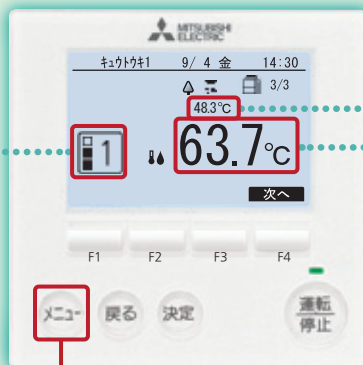 MITSUBISHI
ELECTRIC
ｷｭｳﾄｳｷ1 9/ 4 金 14:30
3/3
48.3℃
1 63.7℃
次へ
F1 F2 F3 F4
メニュー 戻る 決定 運転
停止